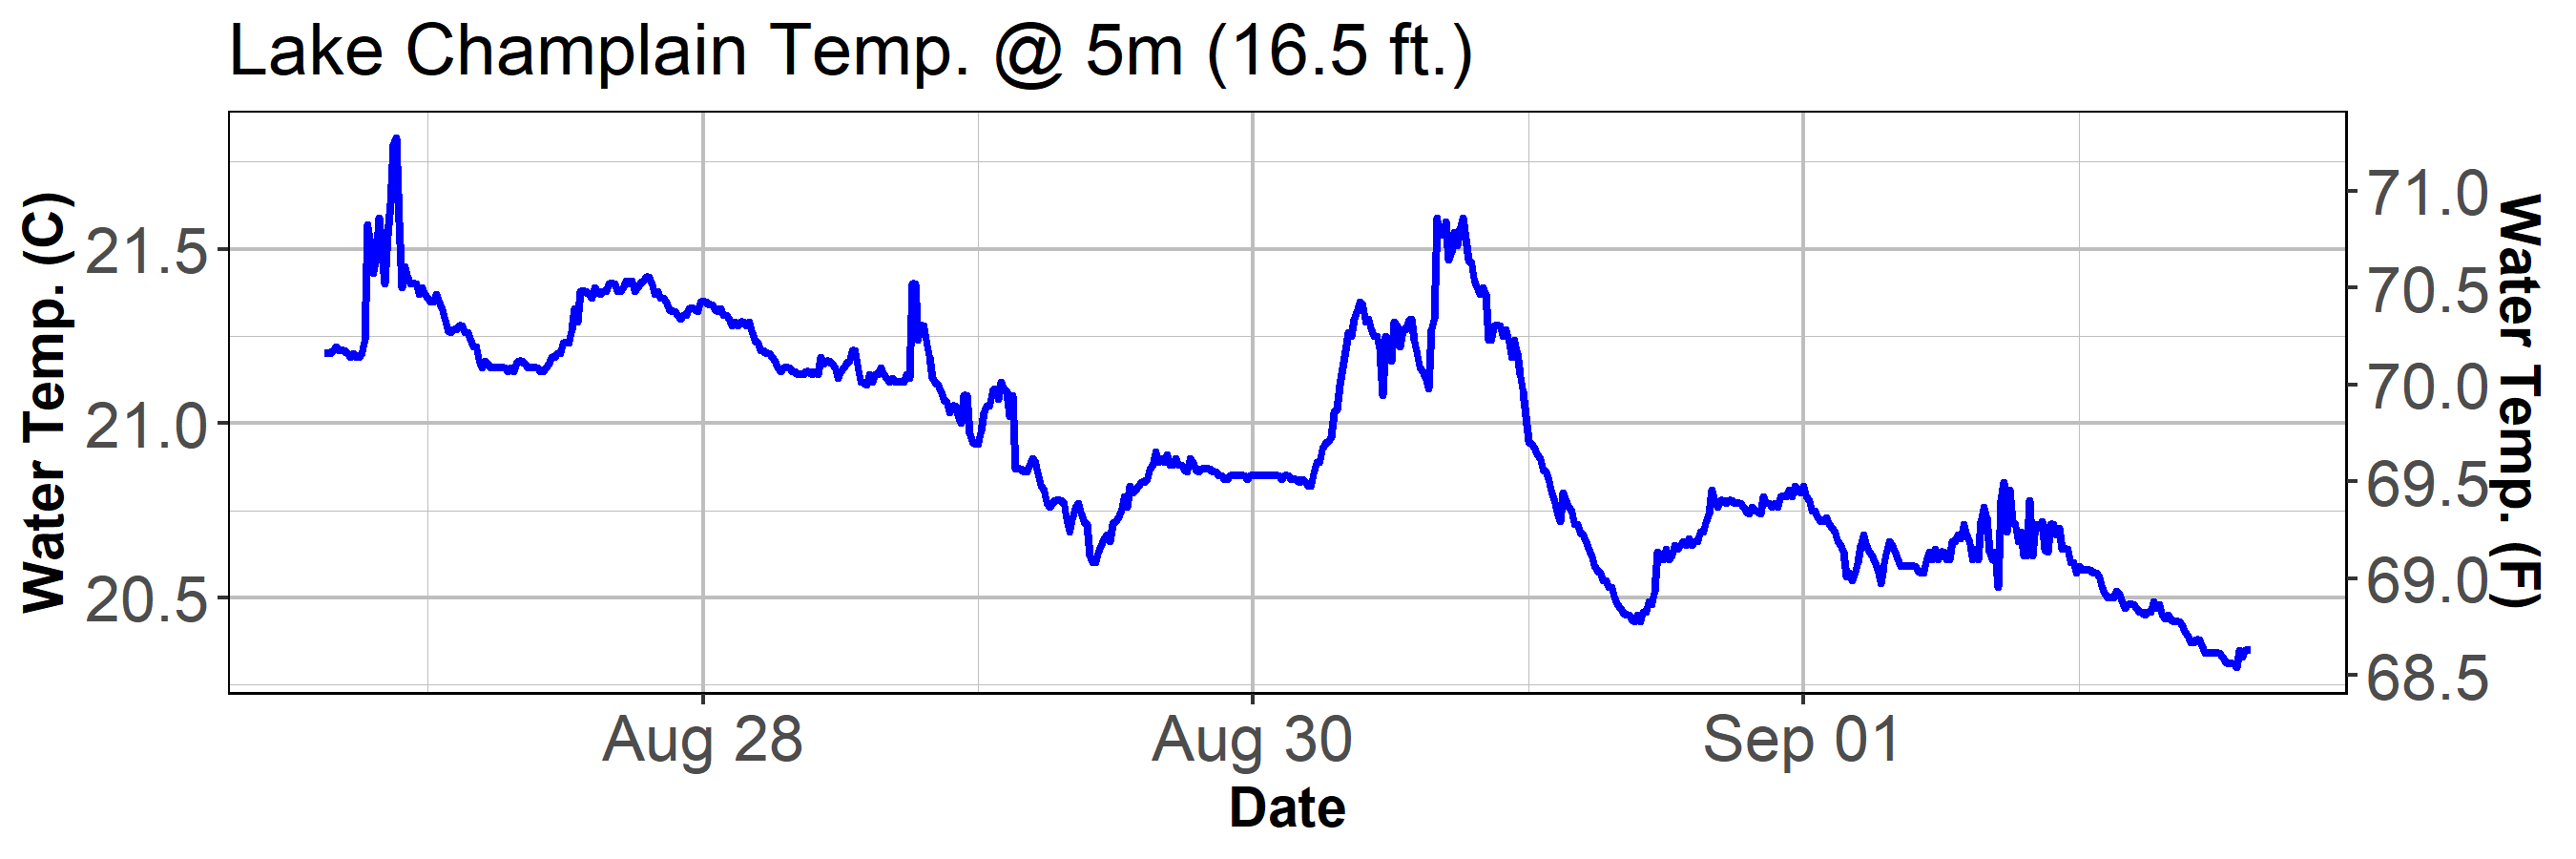 Lake Champlain Temp. @ 5m (16.5 ft.)
Water Temp. (C)
21.5
21.0
20.5
71.0
70.5
70.0
69.5
69.0
68.5
Water Temp. (F)
Aug 28
Aug 30
Sep 01
Date